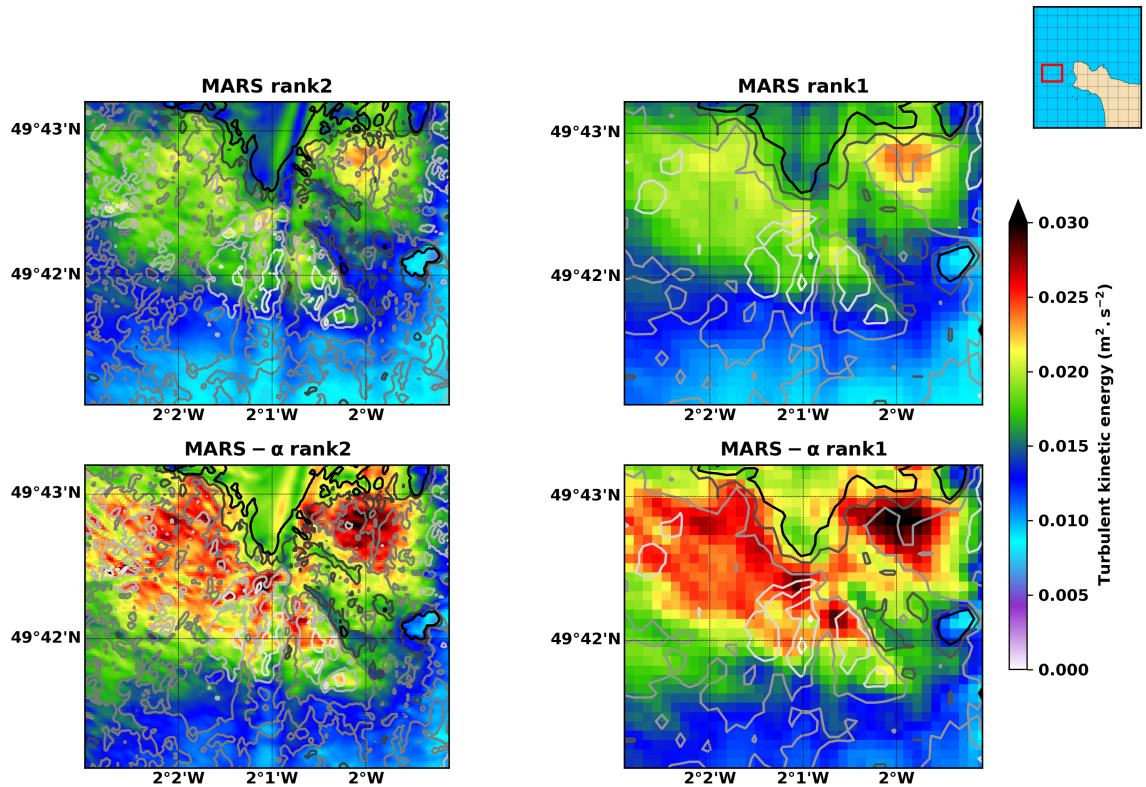 MARS rank2
MARS rank1
49°43'N
49°42'N
2°2'W
2°1'W
2°W
49°43'N
49°42'N
2°2'W
2°1'W
2°W
MARS − α rank2
MARS − α rank1
49°43'N
49°42'N
2°2'W
2°1'W
2°W
49°43'N
49°42'N
2°2'W
2°1'W
2°W
0.030
0.025
0.020
0.015
0.010
0.005
0.000
Turbulent kinetic energy (m².s⁻²)